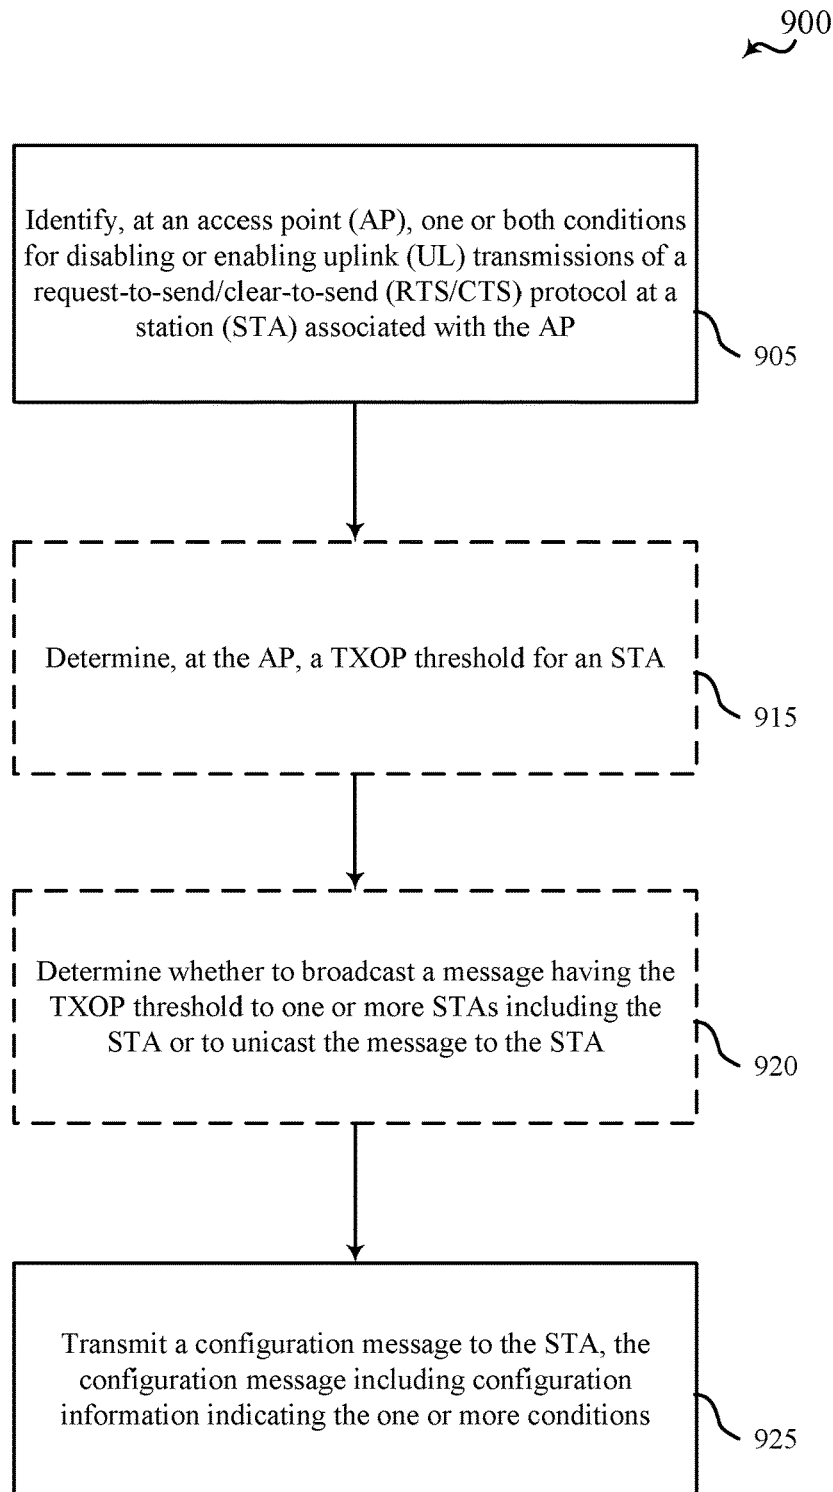 900
Identify, at an access point (AP), one or both conditions
for disabling or enabling uplink (UL) transmissions of a
request-to-send/clear-to-send (RTS/CTS) protocol at a
station (STA) associated with the AP
905
Determine, at the AP, a TXOP threshold for an STA
915
Determine whether to broadcast a message having the
TXOP threshold to one or more STAs including the
STA or to unicast the message to the STA
920
Transmit a configuration message to the STA, the
configuration message including configuration
information indicating the one or more conditions
925